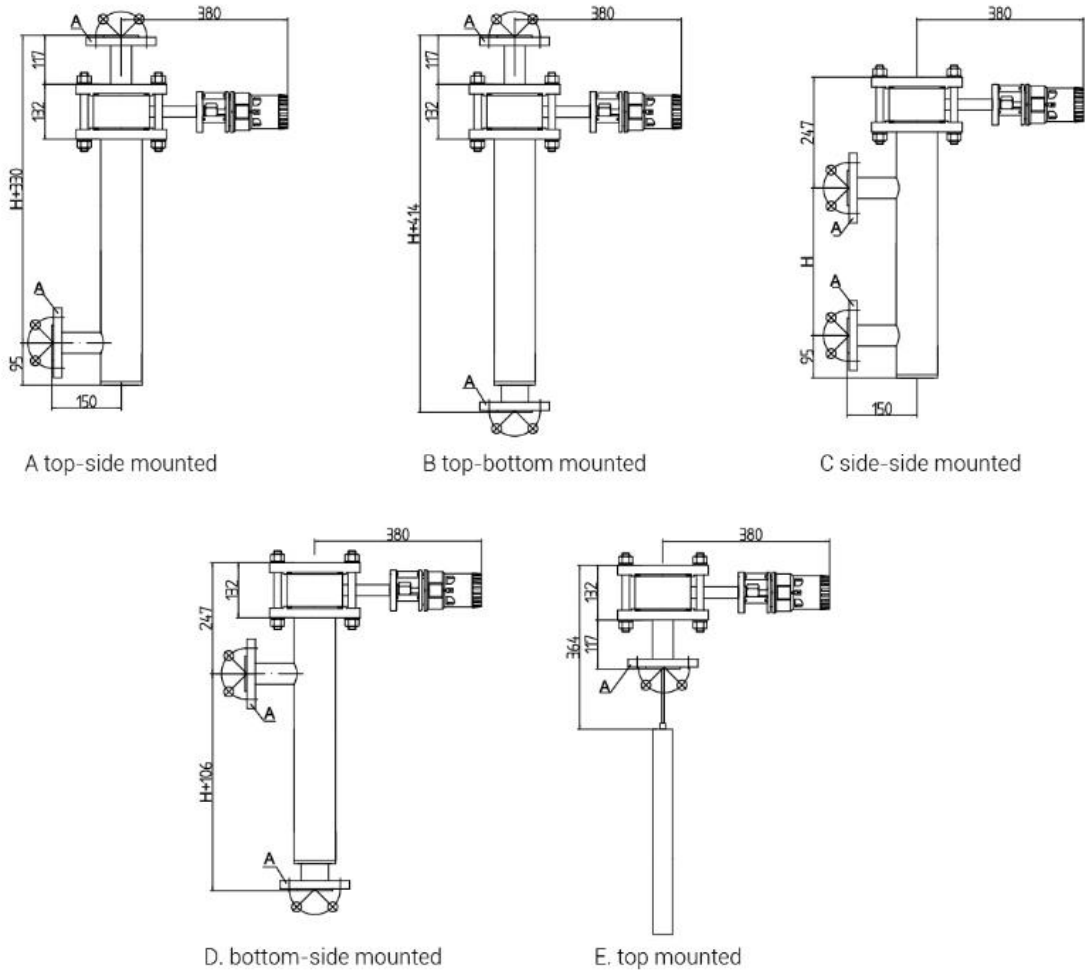 380
A
117
132
H+330
A
95
150
A top-side mounted
380
A
117
132
H+414
A
B top-bottom mounted
380
247
A
H
A
95
150
C side-side mounted
380
132
247
A
H+106
A
D. bottom-side mounted
380
132
364
117
A
E. top mounted